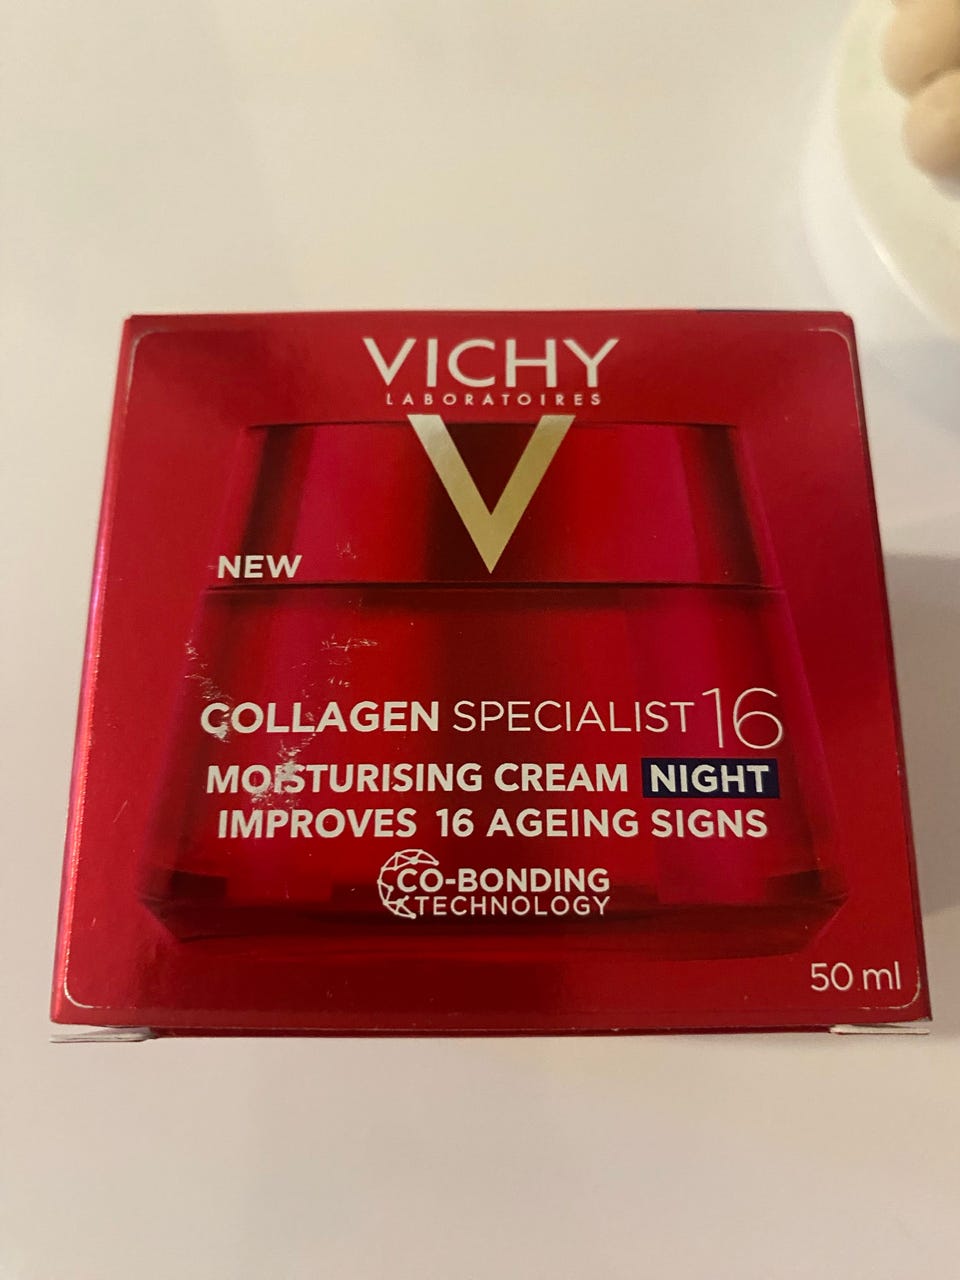 VICHY
LABORATOIRES
NEW
COLLAGEN SPECIALIST 16
MOISTURISING CREAM NIGHT
IMPROVES 16 AGEING SIGNS
CO-BONDING
TECHNOLOGY
50 ml